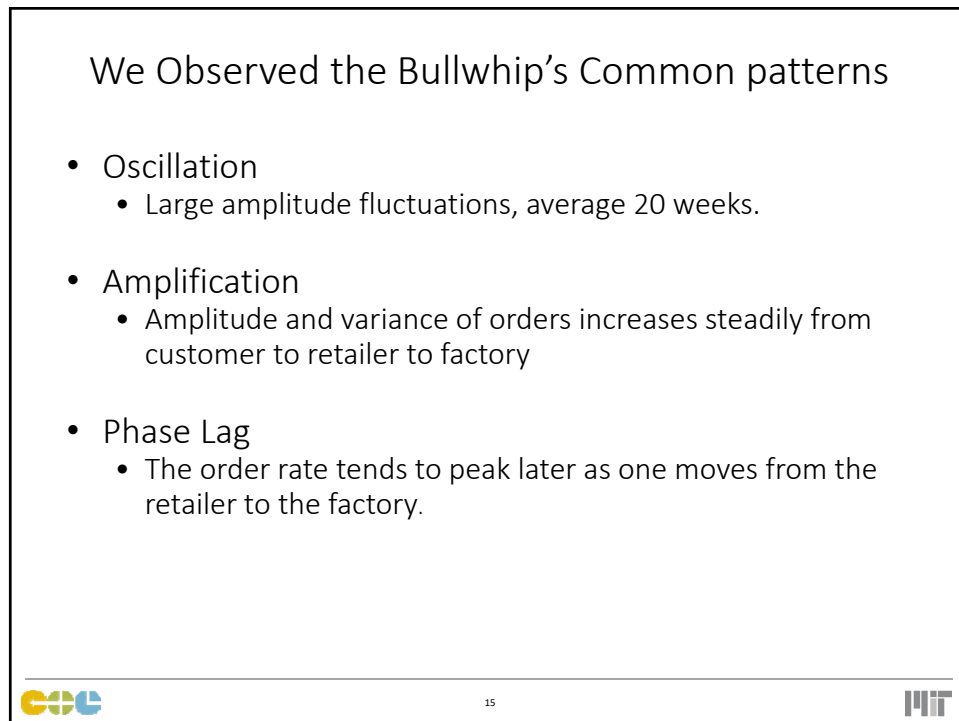 We Observed the Bullwhip’s Common patterns
• Oscillation
• Large amplitude fluctuations, average 20 weeks.
• Amplification
• Amplitude and variance of orders increases steadily from
customer to retailer to factory
• Phase Lag
• The order rate tends to peak later as one moves from the
retailer to the factory.
15
MIT